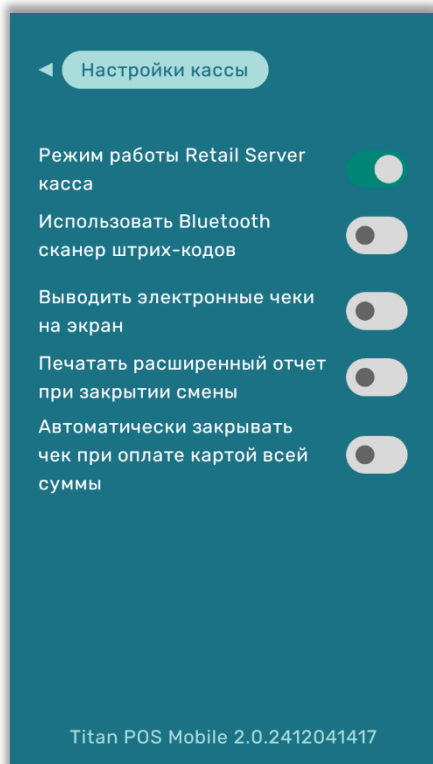 Настройки кассы
Режим работы Retail Server
касса
Использовать Bluetooth
сканер штрих-кодов
Выводить электронные чеки
на экран
Печатать расширенный отчет
при закрытии смены
Автоматически закрывать
чек при оплате картой всей
суммы
Titan POS Mobile 2.0.2412041417